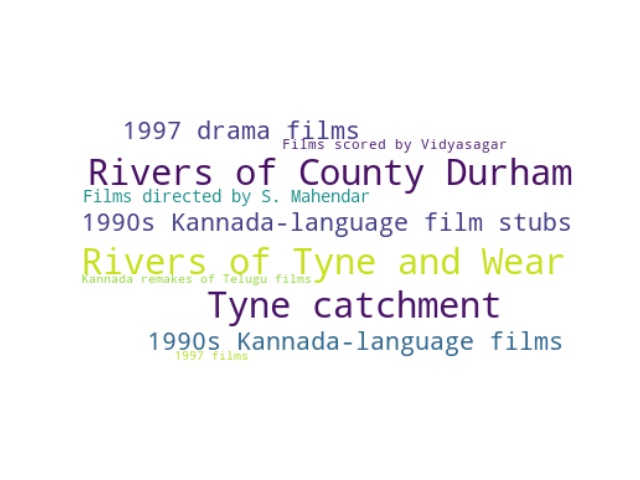 1997 drama films
Films scored by Vidyasagar
Rivers of County Durham
Films directed by S. Mahendar
1990s Kannada-language film stubs
Rivers of Tyne and Wear
Kannada remakes of Telugu films
Tyne catchment
1990s Kannada-language films
1997 films